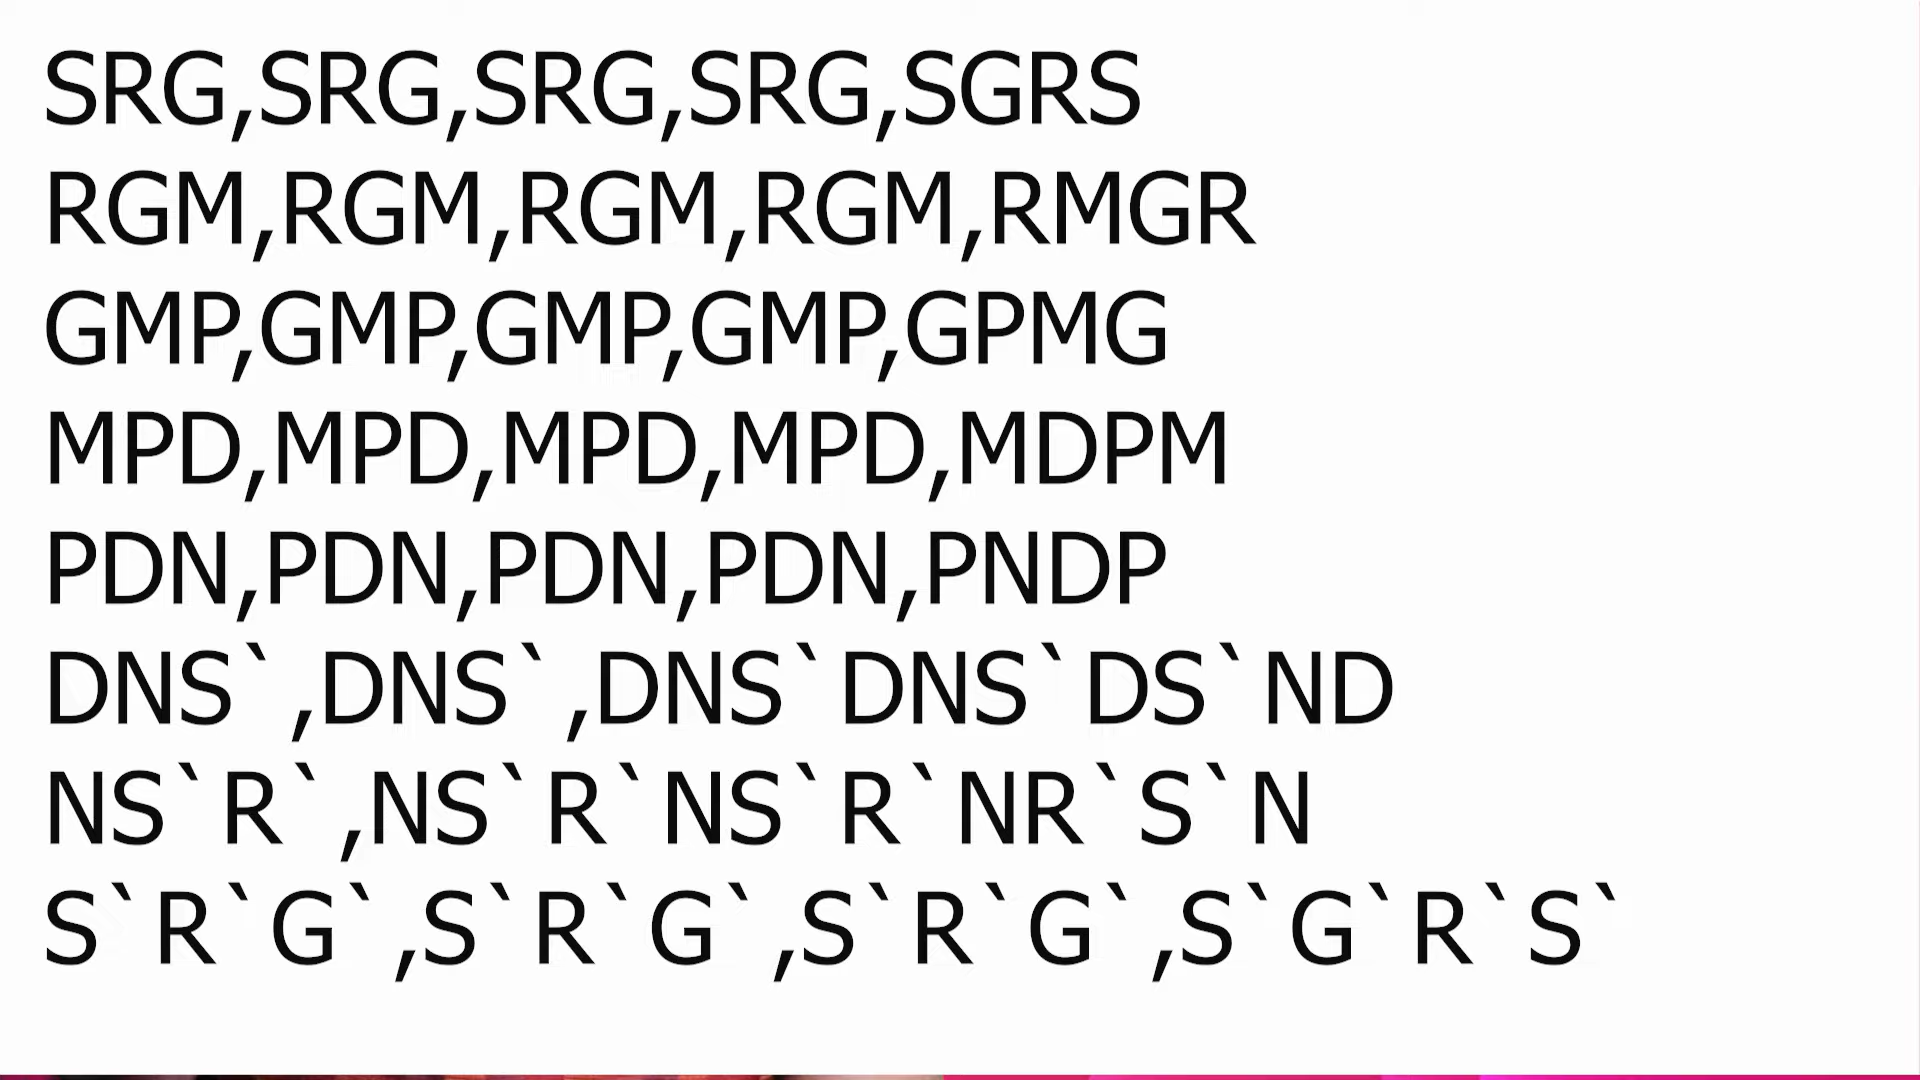 SRG,SRG,SRG,SRG,SGRS
RGM,RGM,RGM,RGM,RMGR
GMP,GMP,GMP,GMP,GPMG
MPD,MPD,MPD,MPD,MDPM
PDN,PDN,PDN,PDN,PNDP
DNS`,DNS`,DNS`DNS`DS`ND
NS`R`,NS`R`NS`R`NR`S`N
S`R`G`,S`R`G`,S`R`G`,S`G`R`S`